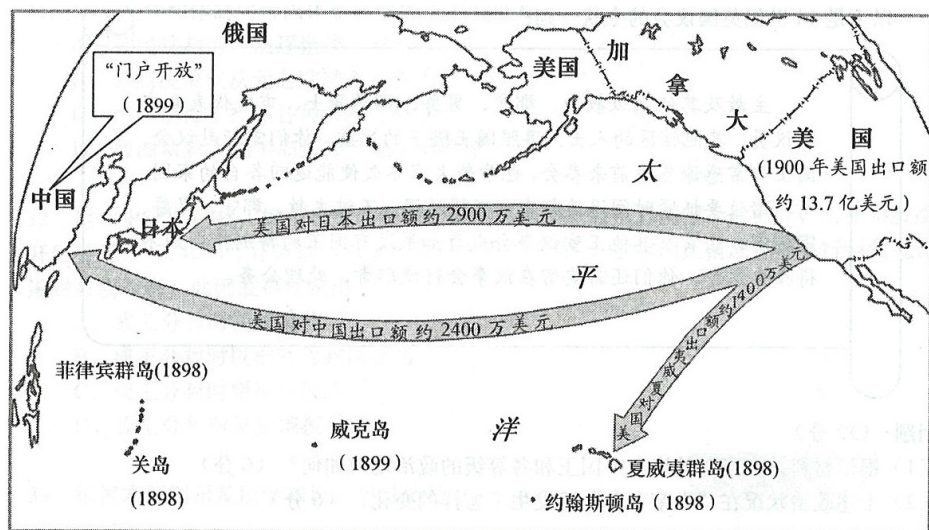 俄国
美国
加拿大
“门户开放”
(1899)
美 国
(1900年美国出口额
约13.7亿美元)
中国
日本
太平洋
美国对日本出口额约2900万美元
美国对中国出口额约2400万美元
美国对夏威夷出口额约1400万美元
菲律宾群岛(1898)
关岛
(1898)
威克岛
(1899)
夏威夷群岛(1898)
约翰斯顿岛(1898)